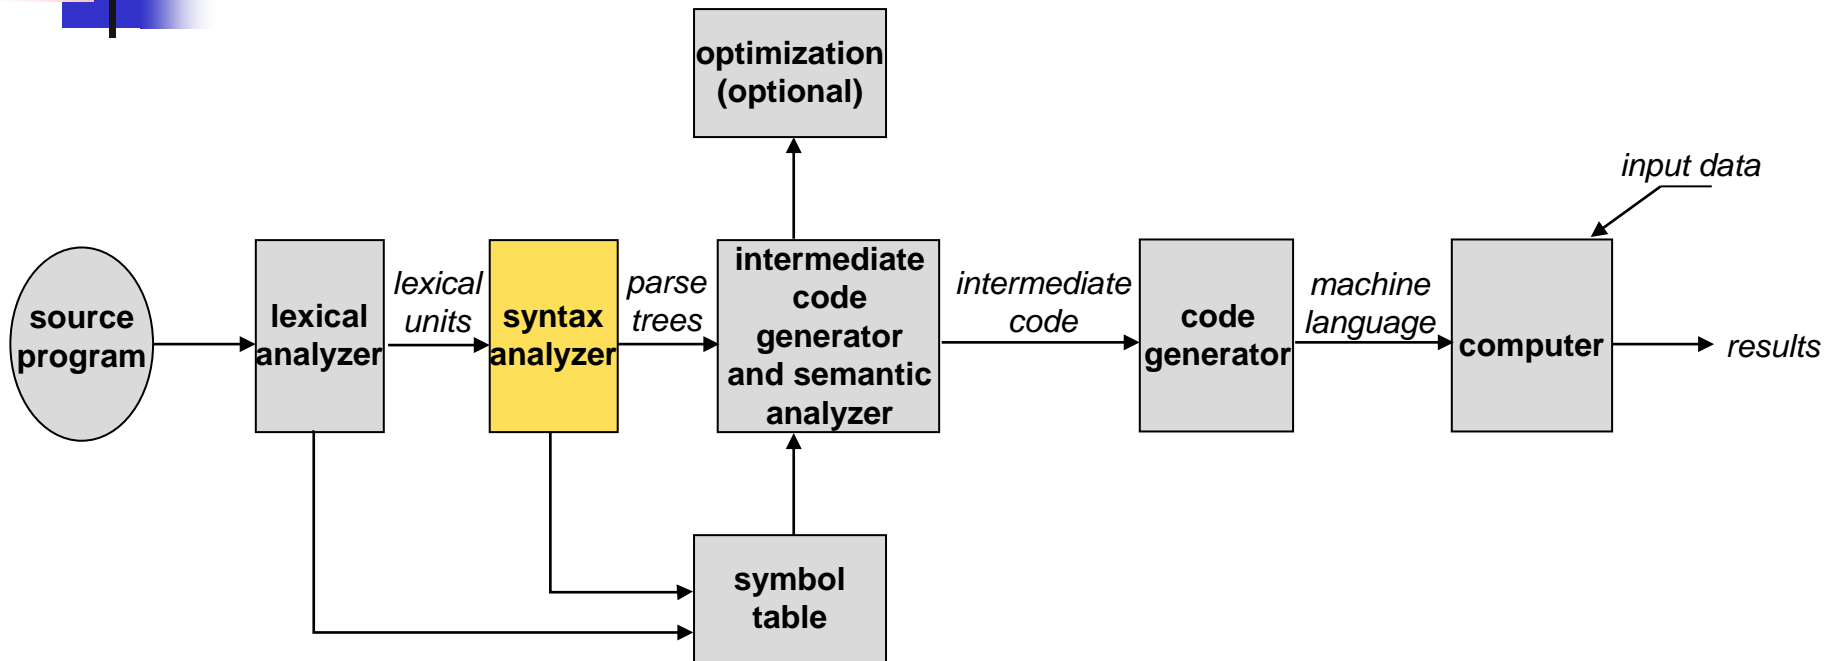 optimization
(optional)
input data
source
program
lexical
analyzer
lexical
units
syntax
analyzer
parse
trees
intermediate
code
generator
and semantic
analyzer
intermediate
code
code
generator
machine
language
computer
results
symbol
table